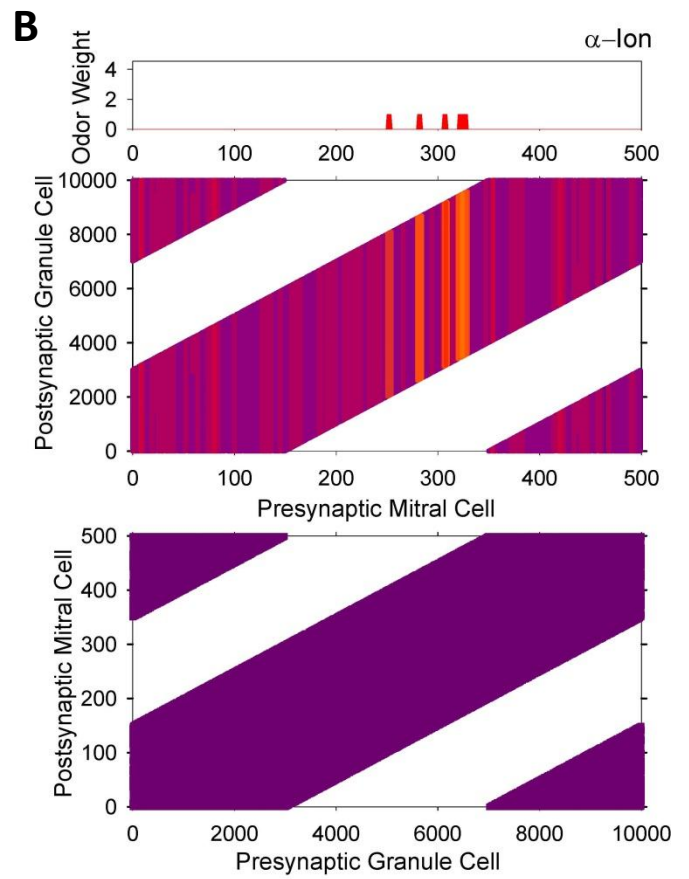 B
α–Ion
Odor Weight
4
2
0
0 100 200 300 400 500
Postsynaptic Granule Cell
10000
8000
6000
4000
2000
0
0 100 200 300 400 500
Presynaptic Mitral Cell
Postsynaptic Mitral Cell
500
400
300
200
100
0
0 2000 4000 6000 8000 10000
Presynaptic Granule Cell